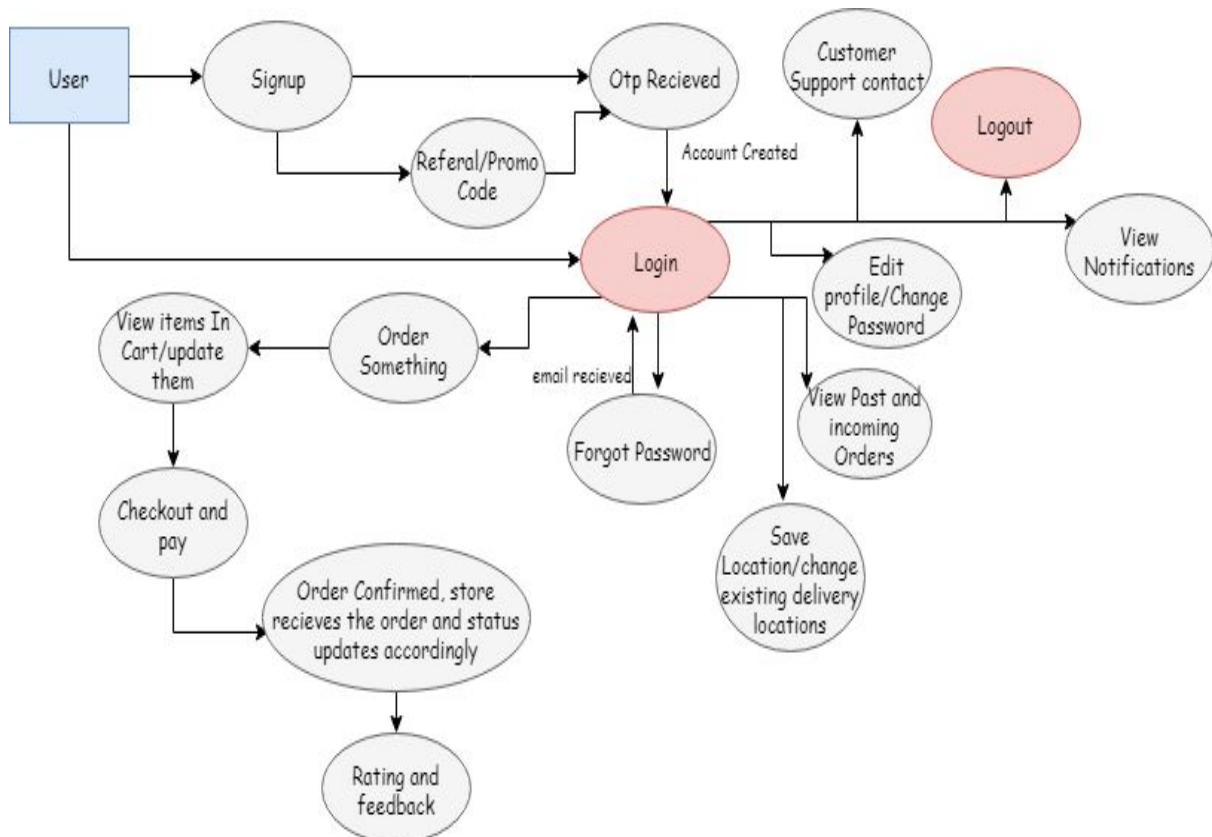 User
Signup
Otp Recieved
Customer
Support contact
Logout
Referal/Promo
Code
Account Created
Login
View
Notifications
Edit
profile/Change
Password
View items In
Cart/update
them
Order
Something
email recieved
Forgot Password
View Past and
incoming
Orders
Checkout and
pay
Save
Location/change
existing delivery
locations
Order Confirmed, store
recieves the order and status
updates accordingly
Rating and
feedback